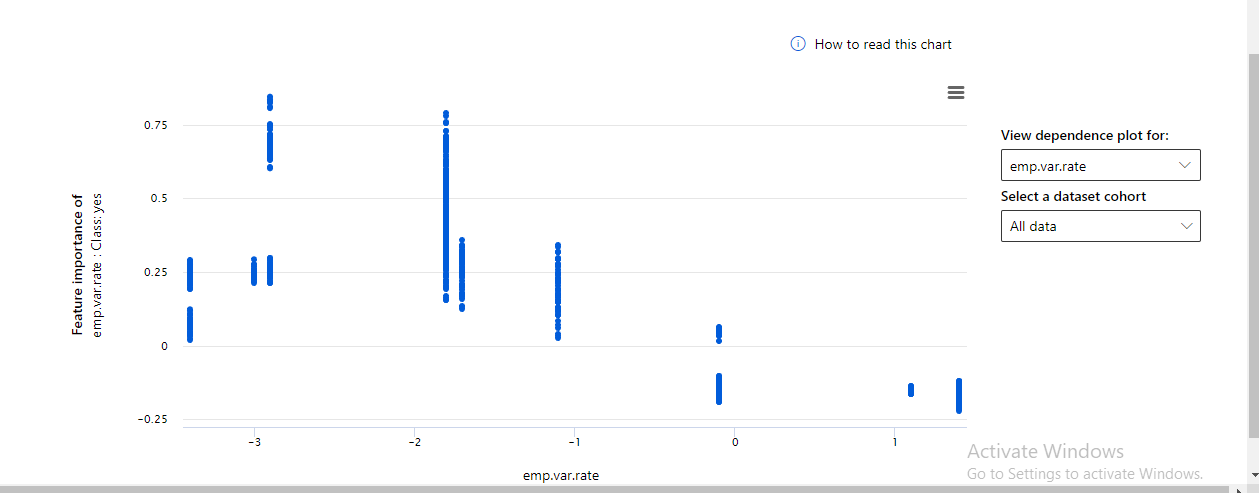 How to read this chart
0.75
0.5
0.25
0
-0.25
Feature importance of
emp.var.rate : Class: yes
-3
-2
-1
0
1
emp.var.rate
View dependence plot for:
emp.var.rate
Select a dataset cohort
All data
Activate Windows
Go to Settings to activate Windows.